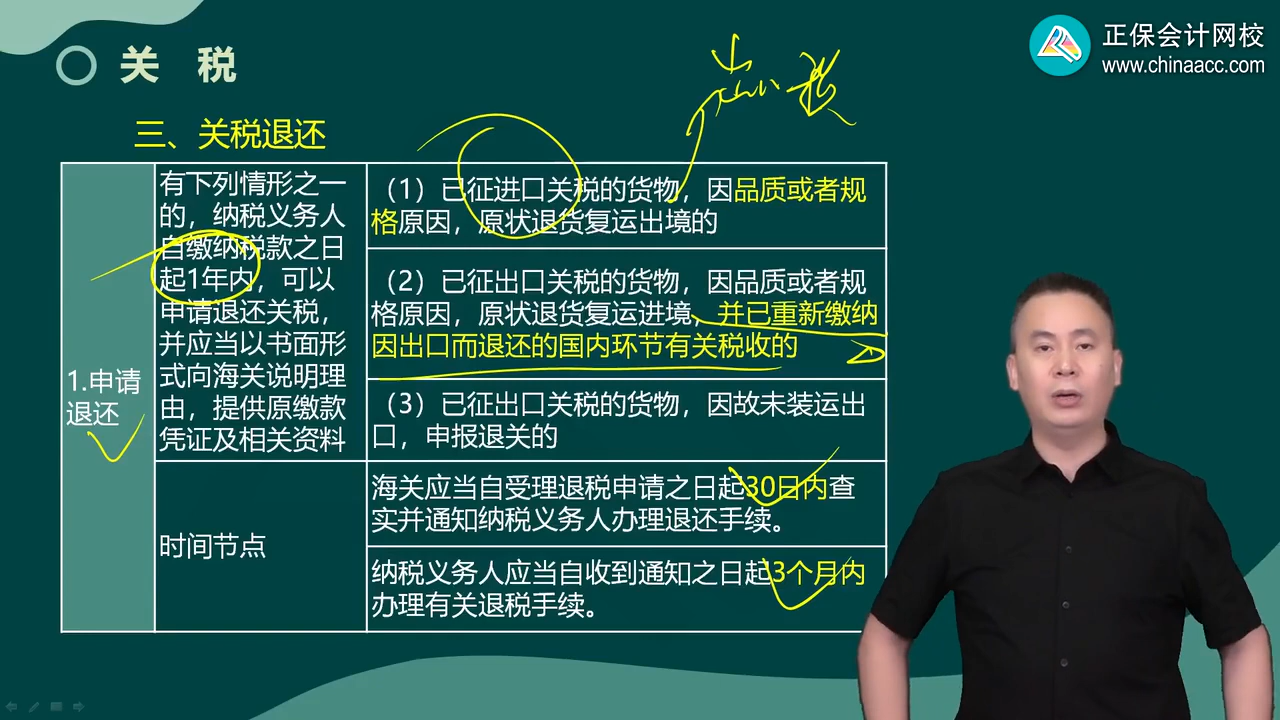 关 税
正保会计网校
www.chinaacc.com
三、关税退还
1.申请
退还
有下列情形之一
的，纳税义务人
自缴纳税款之日
起1年内，可以
申请退还关税，
并应当以书面形
式向海关说明理
由，提供原缴款
凭证及相关资料
（1）已征进口关税的货物，因品质或者规
格原因，原状退货复运出境的
（2）已征出口关税的货物，因品质或者规
格原因，原状退货复运进境，并已重新缴纳
因出口而退还的国内环节有关税收的
（3）已征出口关税的货物，因故未装运出
口，申报退关的
时间节点
海关应当自受理退税申请之日起30日内查
实并通知纳税义务人办理退还手续。
纳税义务人应当自收到通知之日起3个月内
办理有关退税手续。